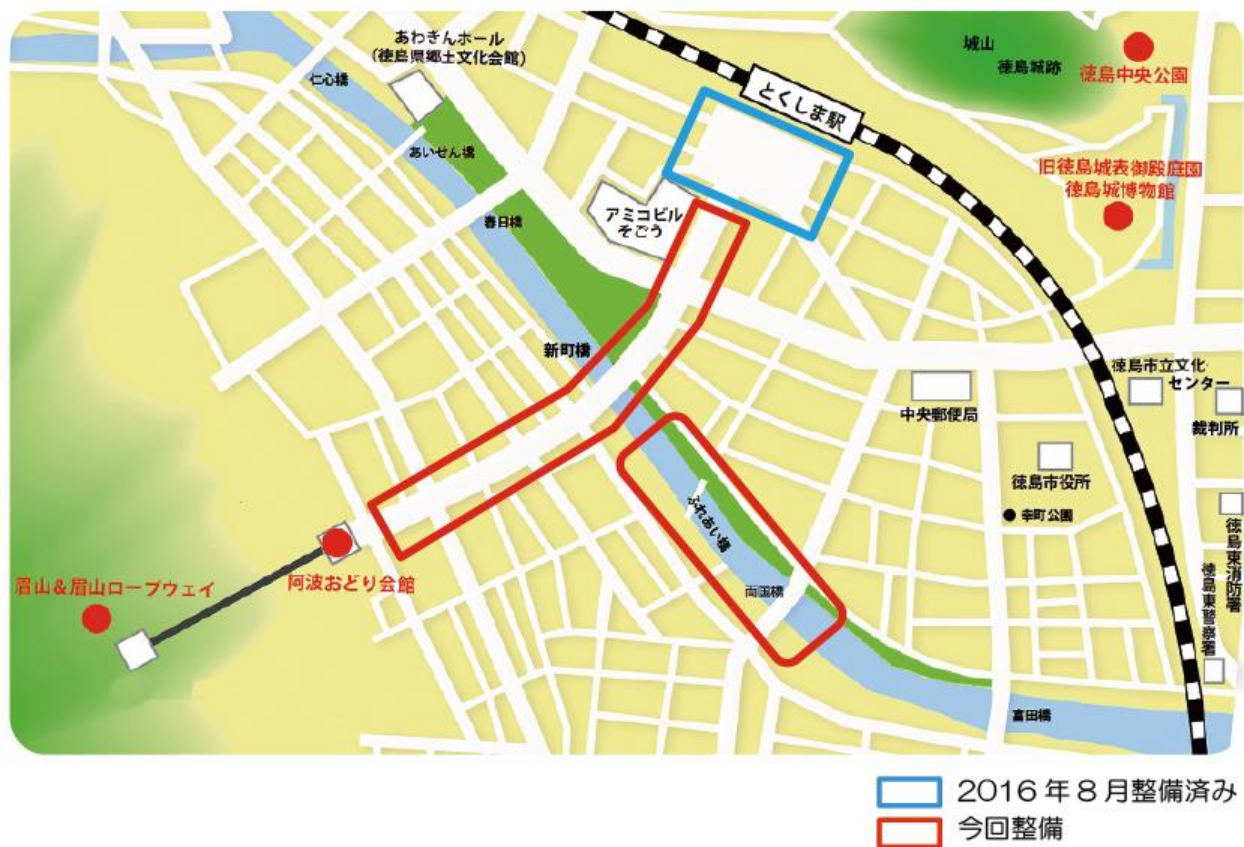 あわぎんホール
(徳島県郷土文化会館)
仁心橋
あいせん橋
春日橋
とくしま駅
城山
徳島城跡
徳島中央公園
旧徳島城表御殿庭園
徳島城博物館
アミコビル
そごう
新町橋
中央郵便局
徳島市立文化
センター
裁判所
徳島市役所
幸町公園
徳島東消防署
徳島東警察署
ふれあい橋
両国橋
富田橋
阿波おどり会館
眉山&眉山ロープウェイ
2016年8月整備済み
今回整備